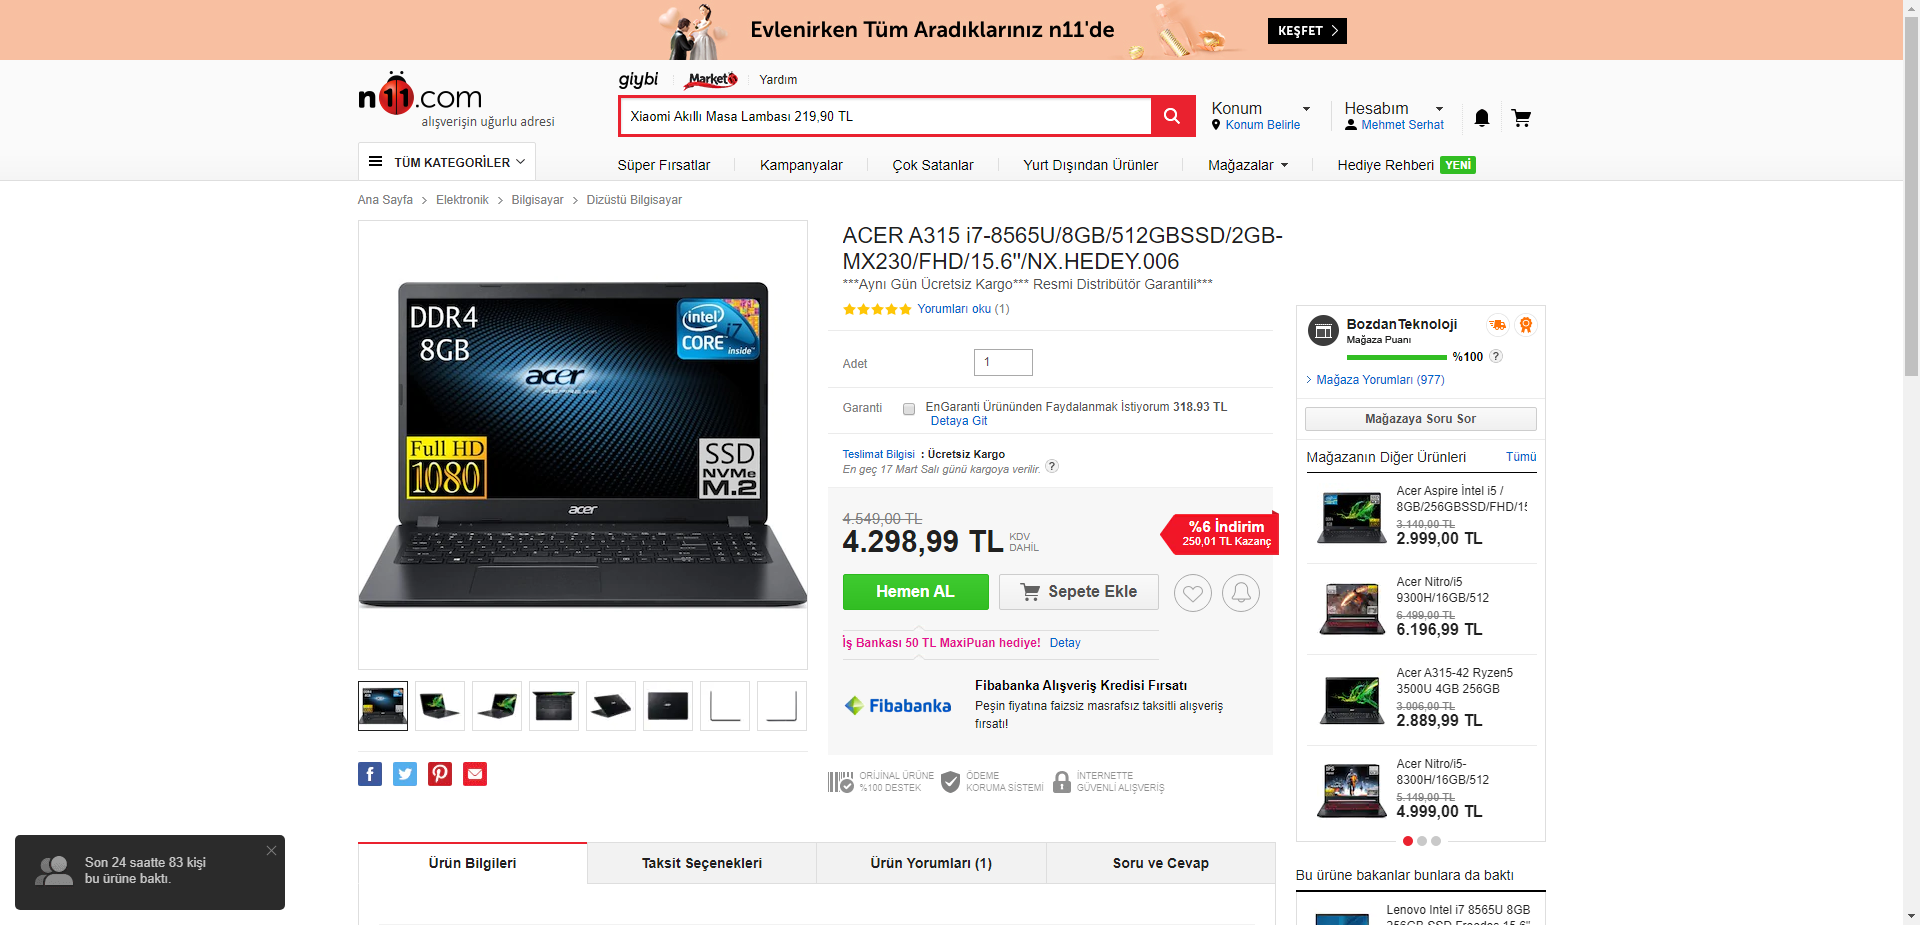 Evlenirken Tüm Aradıklarınız n11'de
KEŞFET
n11.com
alışverişin uğurlu adresi
giybi
Market
Yardım
Xiaomi Akıllı Masa Lambası 219,90 TL
Konum
Konum Belirle
Hesabım
Mehmet Serhat
TÜM KATEGORİLER
Süper Fırsatlar
Kampanyalar
Çok Satanlar
Yurt Dışından Ürünler
Mağazalar
Hediye Rehberi YENİ
Ana Sayfa > Elektronik > Bilgisayar > Dizüstü Bilgisayar
DDR4
8GB
intel
CORE i7
inside
acer
Full HD
1080
SSD
NVMe
M.2
acer
ACER A315 i7-8565U/8GB/512GBSSD/2GB-
MX230/FHD/15.6''/NX.HEDEY.006
***Aynı Gün Ücretsiz Kargo*** Resmi Distribütör Garantili***
Yorumları oku (1)
Adet
1
Garanti
EnGaranti Ürününden Faydalanmak İstiyorum 318.93 TL
Detaya Git
Teslimat Bilgisi : Ücretsiz Kargo
En geç 17 Mart Salı günü kargoya verilir. ?
4.549,00 TL
4.298,99 TL KDV
DAHİL
%6 İndirim
250,01 TL Kazanç
Hemen AL
Sepete Ekle
İş Bankası 50 TL MaxiPuan hediye! Detay
Fibabanka
Fibabanka Alışveriş Kredisi Fırsatı
Peşin fiyatına faizsiz masrafsız taksitli alışveriş
fırsatı!
ORİJİNAL ÜRÜNE
%100 DESTEK
ÖDEME
KORUMA SİSTEMİ
İNTERNETTE
GÜVENLİ ALIŞVERİŞ
BozdanTeknoloji
Mağaza Puanı
%100 ?
> Mağaza Yorumları (977)
Mağazaya Soru Sor
Mağazanın Diğer Ürünleri
Tümü
Acer Aspire İntel i5 /
8GB/256GBSSD/FHD/15
3.140,00 TL
2.999,00 TL
Acer Nitro/i5
9300H/16GB/512
6.499,00 TL
6.196,99 TL
Acer A315-42 Ryzen5
3500U 4GB 256GB
3.006,00 TL
2.889,99 TL
Acer Nitro/i5-
8300H/16GB/512
5.149,00 TL
4.999,00 TL
Bu ürüne bakanlar bunlara da baktı
Lenovo Intel i7 8565U 8GB
256GB SSD Freedos 15.6"
Ürün Bilgileri
Taksit Seçenekleri
Ürün Yorumları (1)
Soru ve Cevap
Son 24 saatte 83 kişi
bu ürüne baktı.